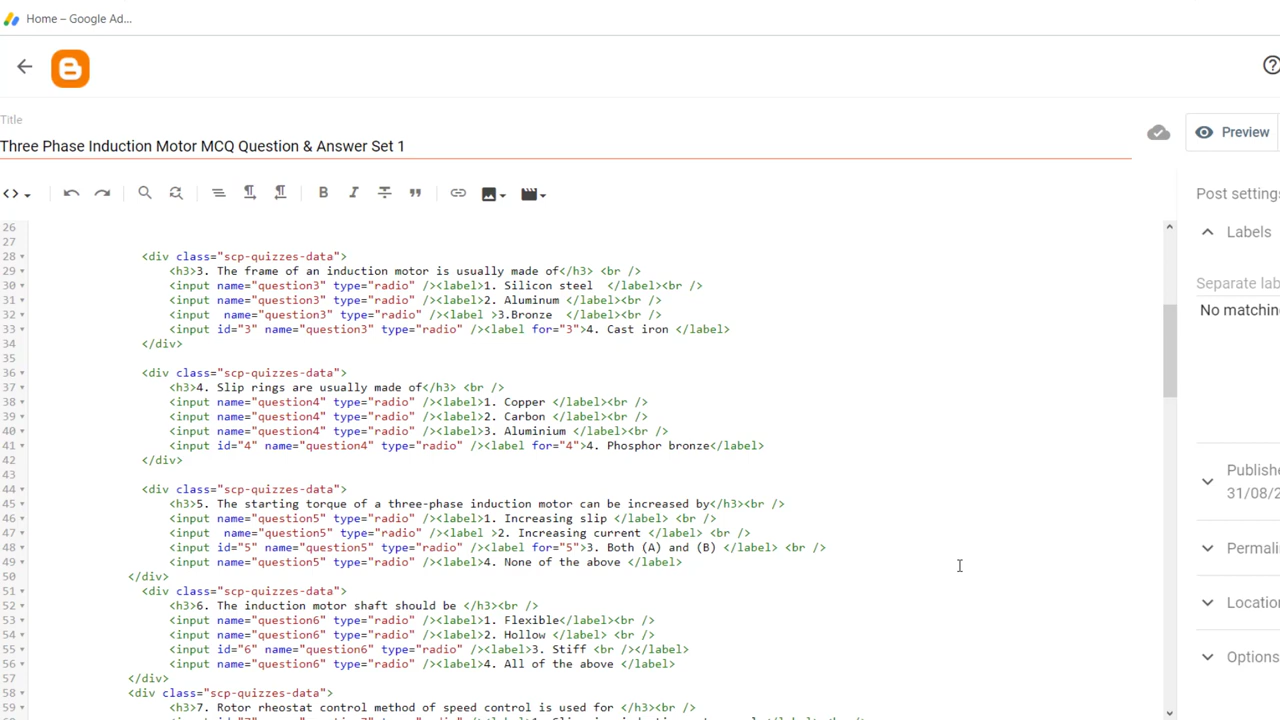 Home – Google Ad...
Title
Three Phase Induction Motor MCQ Question & Answer Set 1
Preview
Post settings
Labels
Separate lab
No matchin
Publishe
31/08/2
Permali
Locatio
Options
26
27
28 <div class="scp-quizzes-data">
29 <h3>3. The frame of an induction motor is usually made of</h3> <br />
30 <input name="question3" type="radio" /><label>1. Silicon steel  </label><br />
31 <input name="question3" type="radio" /><label>2. Aluminum </label><br />
32 <input  name="question3" type="radio" /><label >3.Bronze  </label><br />
33 <input id="3" name="question3" type="radio" /><label for="3">4. Cast iron </label>
34 </div>
35
36 <div class="scp-quizzes-data">
37 <h3>4. Slip rings are usually made of</h3> <br />
38 <input name="question4" type="radio" /><label>1. Copper </label><br />
39 <input name="question4" type="radio" /><label>2. Carbon </label><br />
40 <input name="question4" type="radio" /><label>3. Aluminium </label><br />
41 <input id="4" name="question4" type="radio" /><label for="4">4. Phosphor bronze</label>
42 </div>
43
44 <div class="scp-quizzes-data">
45 <h3>5. The starting torque of a three-phase induction motor can be increased by</h3><br />
46 <input name="question5" type="radio" /><label>1. Increasing slip </label> <br />
47 <input  name="question5" type="radio" /><label >2. Increasing current </label> <br />
48 <input id="5" name="question5" type="radio" /><label for="5">3. Both (A) and (B) </label> <br />
49 <input name="question5" type="radio" /><label>4. None of the above </label>
50 </div>
51 <div class="scp-quizzes-data">
52 <h3>6. The induction motor shaft should be </h3><br />
53 <input name="question6" type="radio" /><label>1. Flexible</label><br />
54 <input name="question6" type="radio" /><label>2. Hollow </label> <br />
55 <input id="6" name="question6" type="radio" /><label for="6">3. Stiff <br /></label>
56 <input name="question6" type="radio" /><label>4. All of the above </label>
57 </div>
58 <div class="scp-quizzes-data">
59 <h3>7. Rotor rheostat control method of speed control is used for </h3><br />